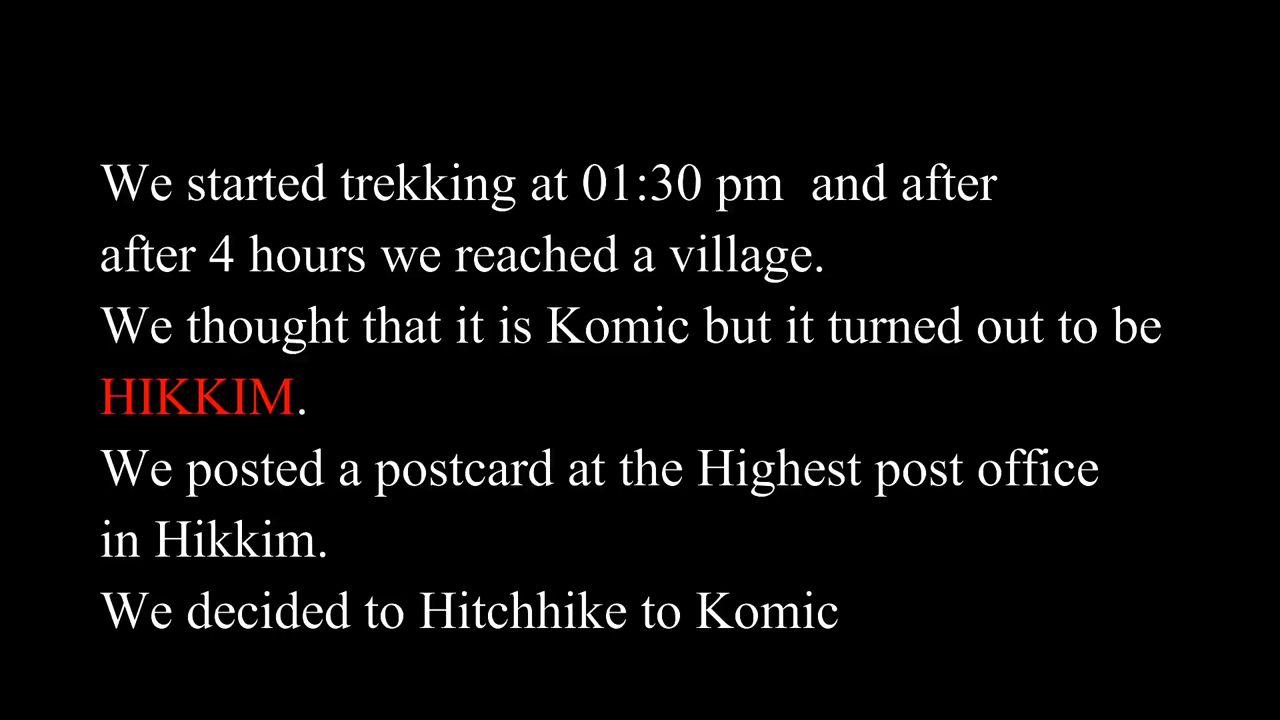 We started trekking at 01:30 pm  and after
after 4 hours we reached a village.
We thought that it is Komic but it turned out to be
HIKKIM.
We posted a postcard at the Highest post office
in Hikkim.
We decided to Hitchhike to Komic